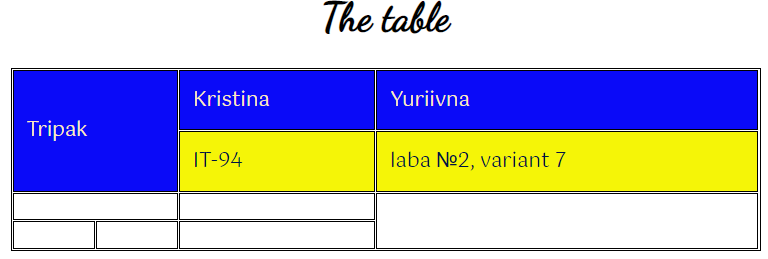 The table
Kristina Yuriivna
Tripak
IT-94 laba №2, variant 7